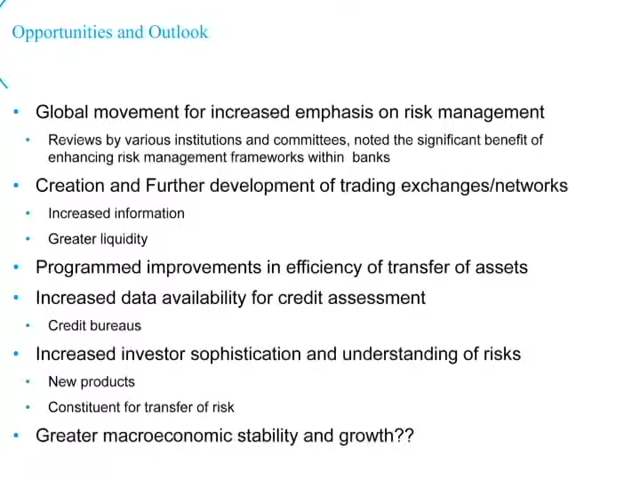 Opportunities and Outlook
• Global movement for increased emphasis on risk management
• Reviews by various institutions and committees, noted the significant benefit of
enhancing risk management frameworks within banks
• Creation and Further development of trading exchanges/networks
• Increased information
• Greater liquidity
• Programmed improvements in efficiency of transfer of assets
• Increased data availability for credit assessment
• Credit bureaus
• Increased investor sophistication and understanding of risks
• New products
• Constituent for transfer of risk
• Greater macroeconomic stability and growth??